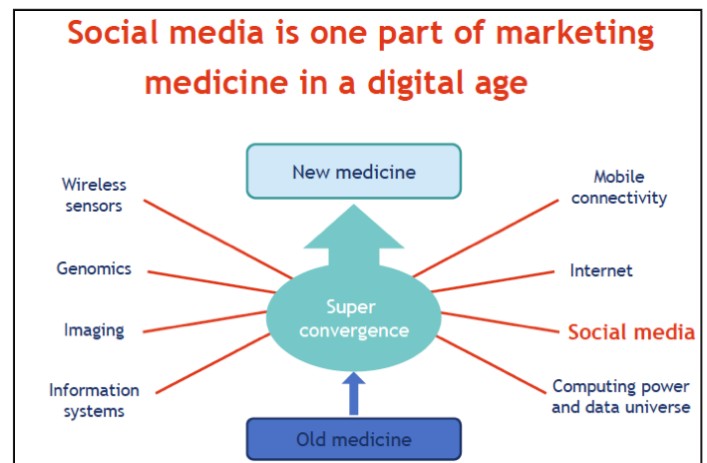 Social media is one part of marketing
medicine in a digital age
New medicine
Wireless
sensors
Mobile
connectivity
Genomics
Internet
Super
convergence
Imaging
Social media
Information
systems
Computing power
and data universe
Old medicine